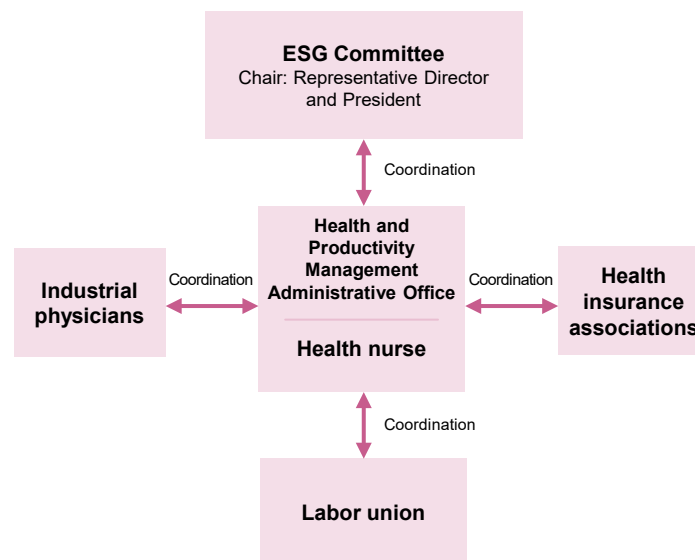 ESG Committee
Chair: Representative Director
and President
Coordination
Health and
Productivity
Management
Administrative Office
Health nurse
Coordination
Industrial
physicians
Coordination
Health
insurance
associations
Coordination
Labor union